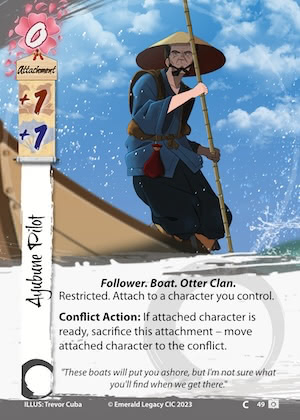 0
Attachment
+1
+1
Ayubune Pilot
Follower. Boat. Otter Clan.
Restricted. Attach to a character you control.
Conflict Action: If attached character is
ready, sacrifice this attachment – move
attached character to the conflict.
"These boats will put you ashore, but I'm not sure what
you'll find when we get there."
ILLUS: Trevor Cuba
© Emerald Legacy CIC 2023
C 49